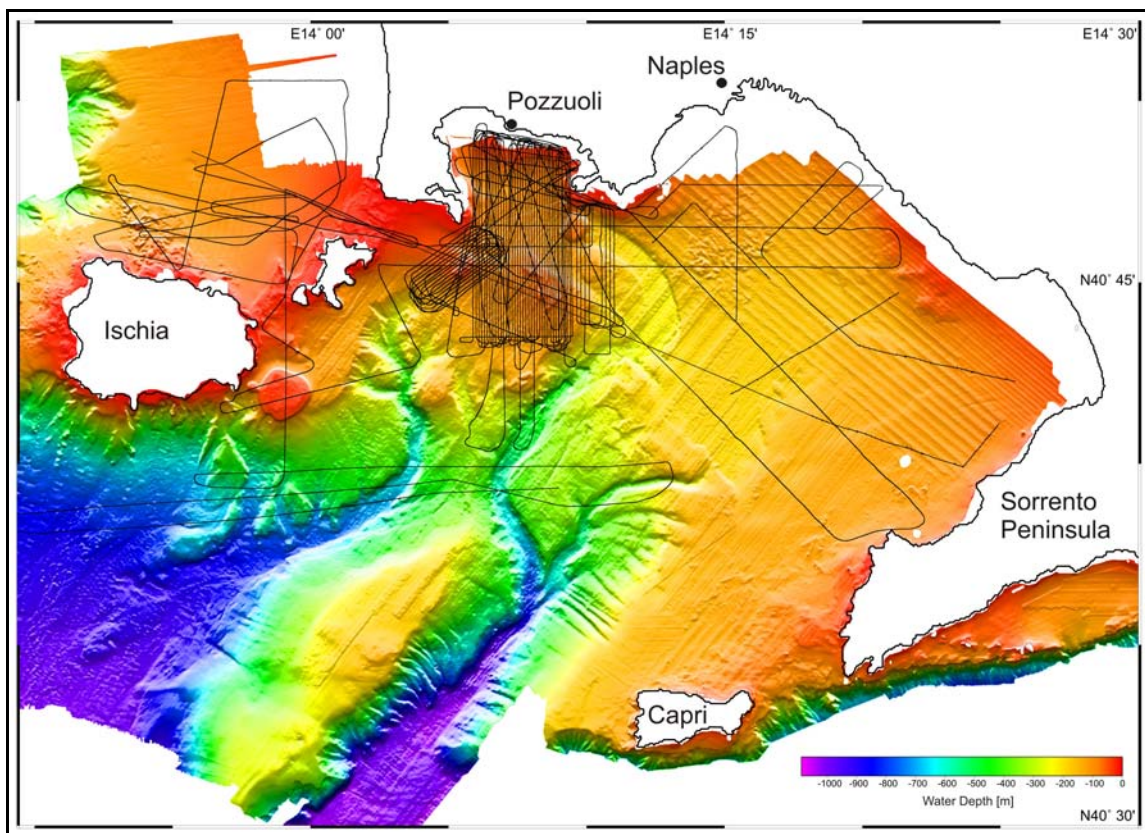 E14° 00'
E14° 15'
E14° 30'
Naples
Pozzuoli
N40° 45'
Ischia
Sorrento
Peninsula
Capri
-1000 -900 -800 -700 -600 -500 -400 -300 -200 -100 0
Water Depth [m]
N40° 30'